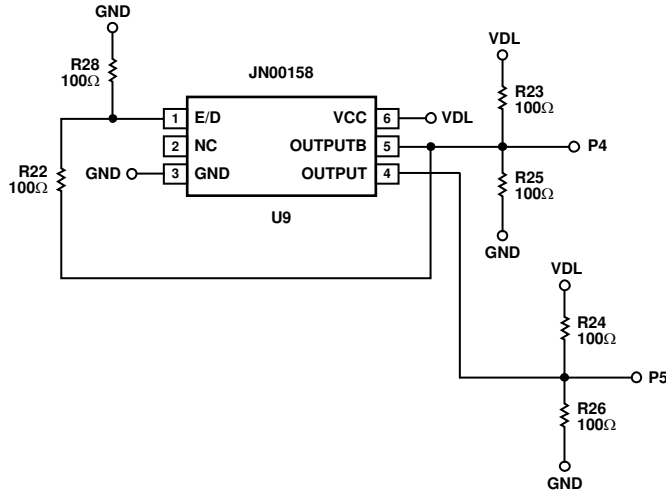 GND
R28
100Ω
VDL
JN00158
R23
100Ω
1 E/D
VCC 6
VDL
2 NC
OUTPUTB 5
P4
R22
100Ω
GND
3 GND
OUTPUT 4
R25
100Ω
U9
GND
VDL
R24
100Ω
P5
R26
100Ω
GND